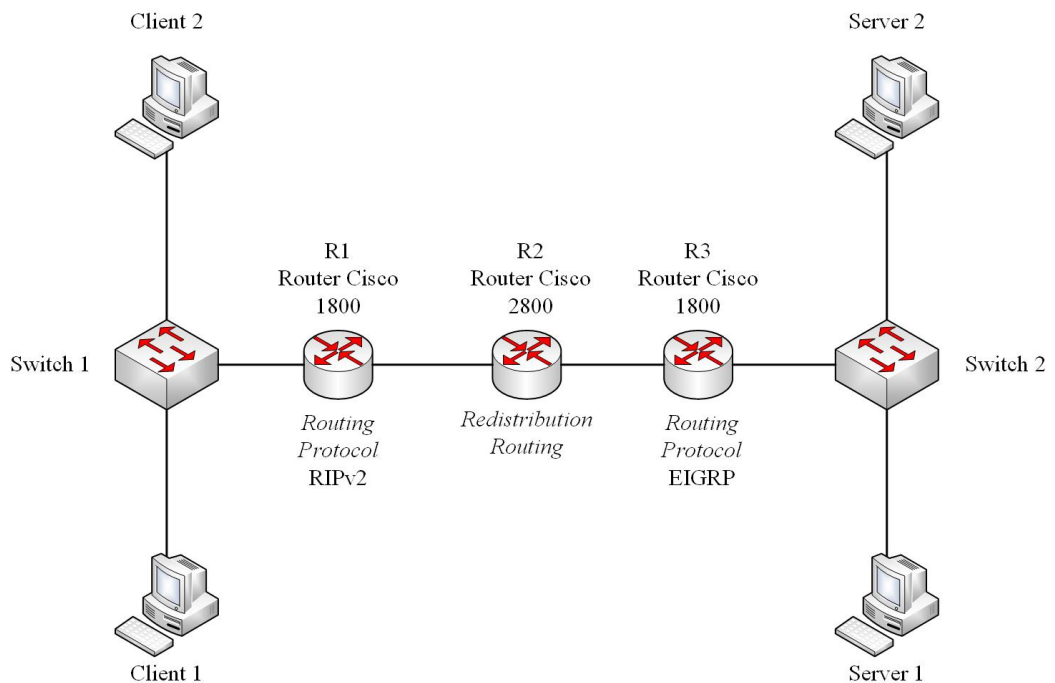 Client 2
Server 2
R1
Router Cisco
1800
R2
Router Cisco
2800
R3
Router Cisco
1800
Switch 1
Switch 2
Routing
Protocol
RIPv2
Redistribution
Routing
Routing
Protocol
EIGRP
Client 1
Server 1